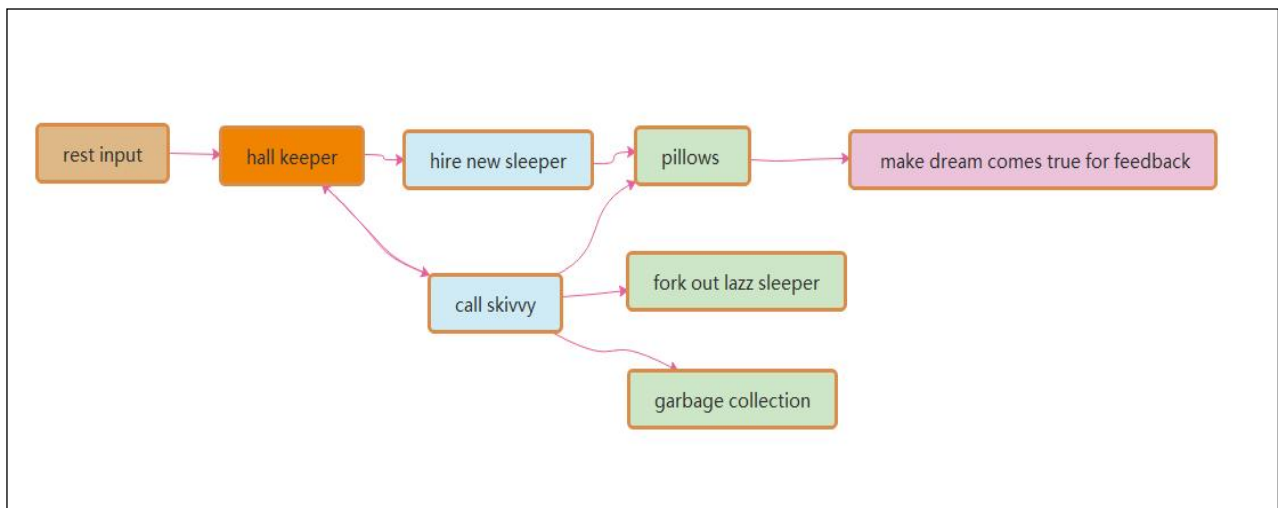 rest input
hall keeper
hire new sleeper
pillows
make dream comes true for feedback
call skivvy
fork out lazz sleeper
garbage collection